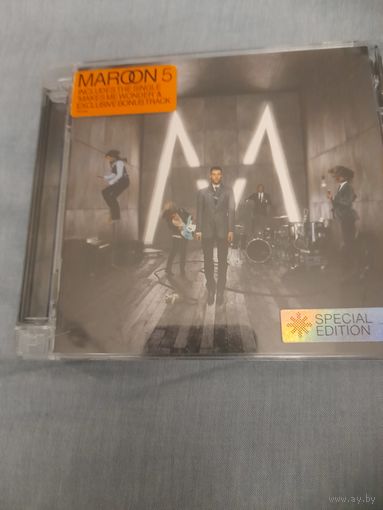 MAROON 5
INCLUDES THE SINGLE
'MAKES ME WONDER' &
EXCLUSIVE BONUS TRACK
SPECIAL
EDITION
www.ay.by